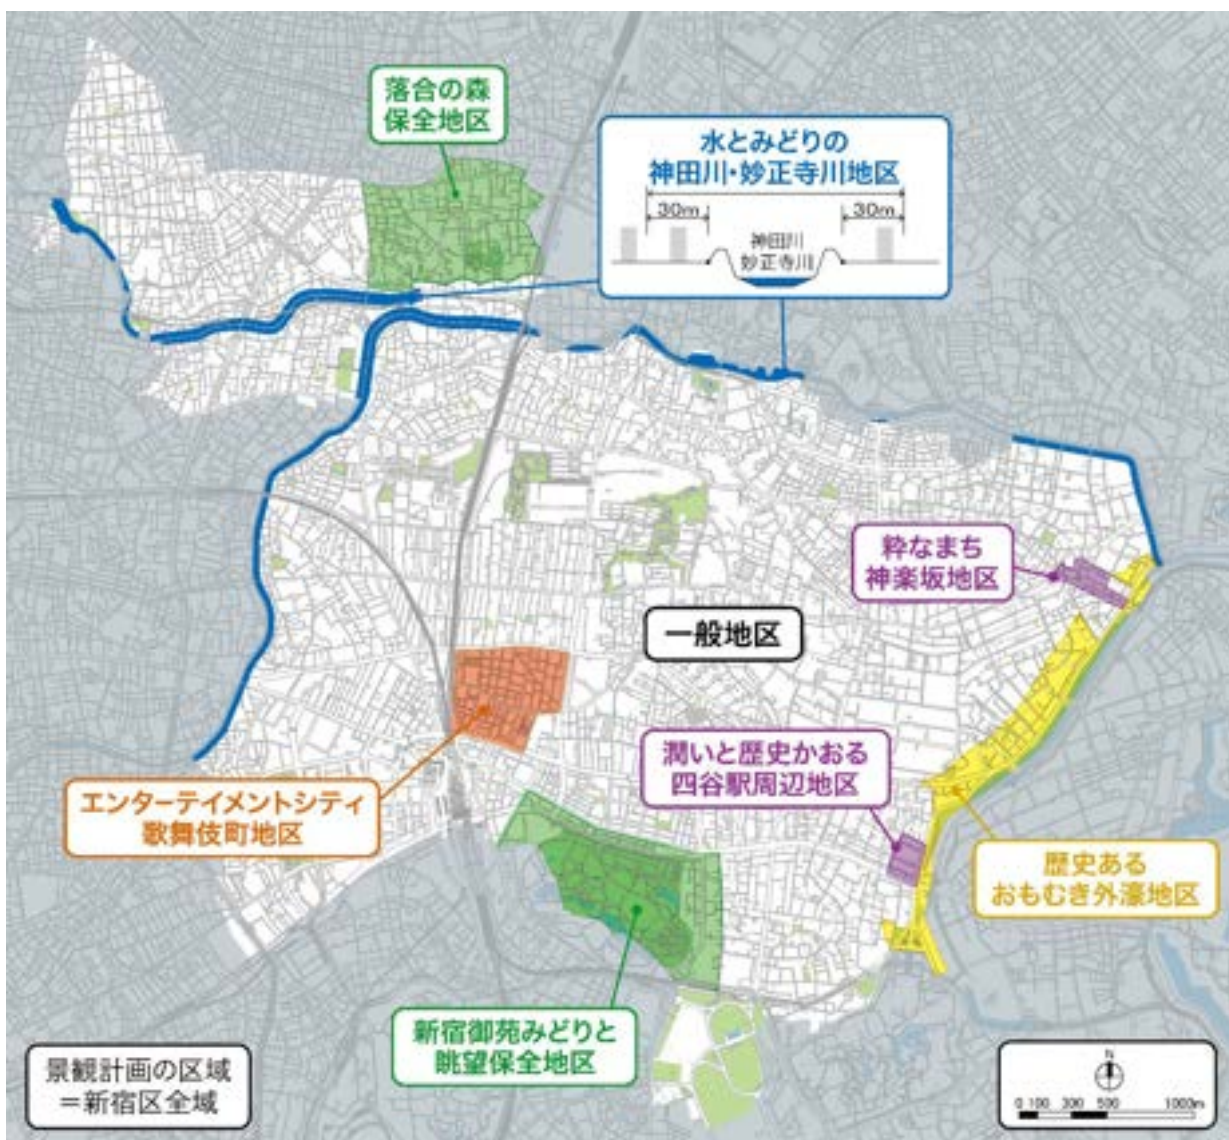 落合の森
保全地区
水とみどりの
神田川・妙正寺川地区
30m
30m
神田川
妙正寺川
粋なまち
神楽坂地区
一般地区
潤いと歴史かおる
四谷駅周辺地区
エンターテイメントシティ
歌舞伎町地区
歴史ある
おもむき外濠地区
新宿御苑みどりと
眺望保全地区
景観計画の区域
＝新宿区全域
N
0 100 300 500 1000m